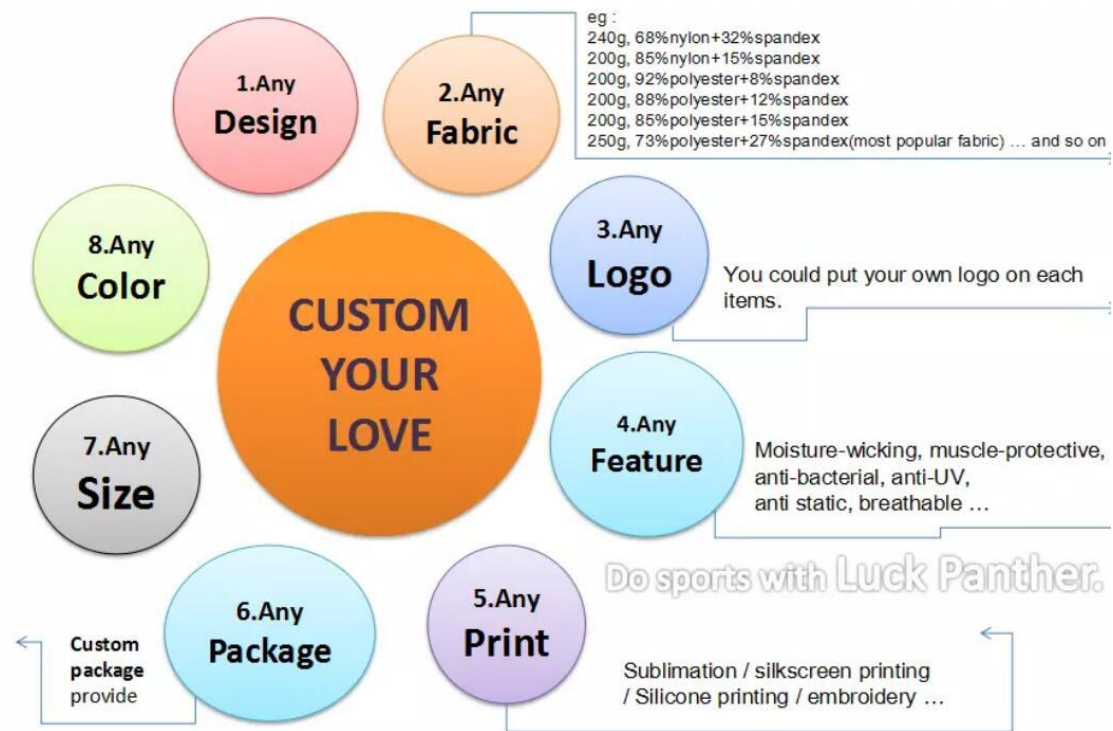 1.Any
Design
2.Any
Fabric
eg :
240g, 68%nylon+32%spandex
200g, 85%nylon+15%spandex
200g, 92%polyester+8%spandex
200g, 88%polyester+12%spandex
200g, 85%polyester+15%spandex
250g, 73%polyester+27%spandex(most popular fabric) … and so on
3.Any
Logo
You could put your own logo on each
items.
4.Any
Feature
Moisture-wicking, muscle-protective,
anti-bacterial, anti-UV,
anti static, breathable …
Do sports with Luck Panther.
5.Any
Print
Sublimation / silkscreen printing
/ Silicone printing / embroidery …
6.Any
Package
Custom
package
provide
7.Any
Size
8.Any
Color
CUSTOM
YOUR
LOVE